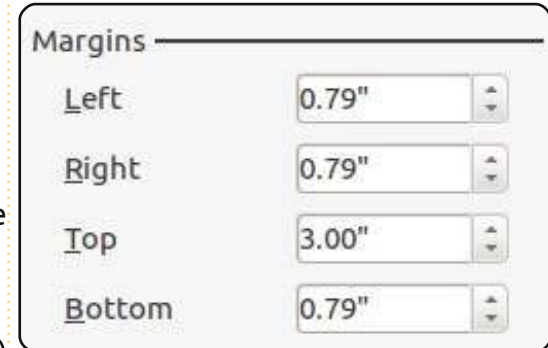 Margins
Left 0.79"
Right 0.79"
e
Top 3.00"
Bottom 0.79"
)